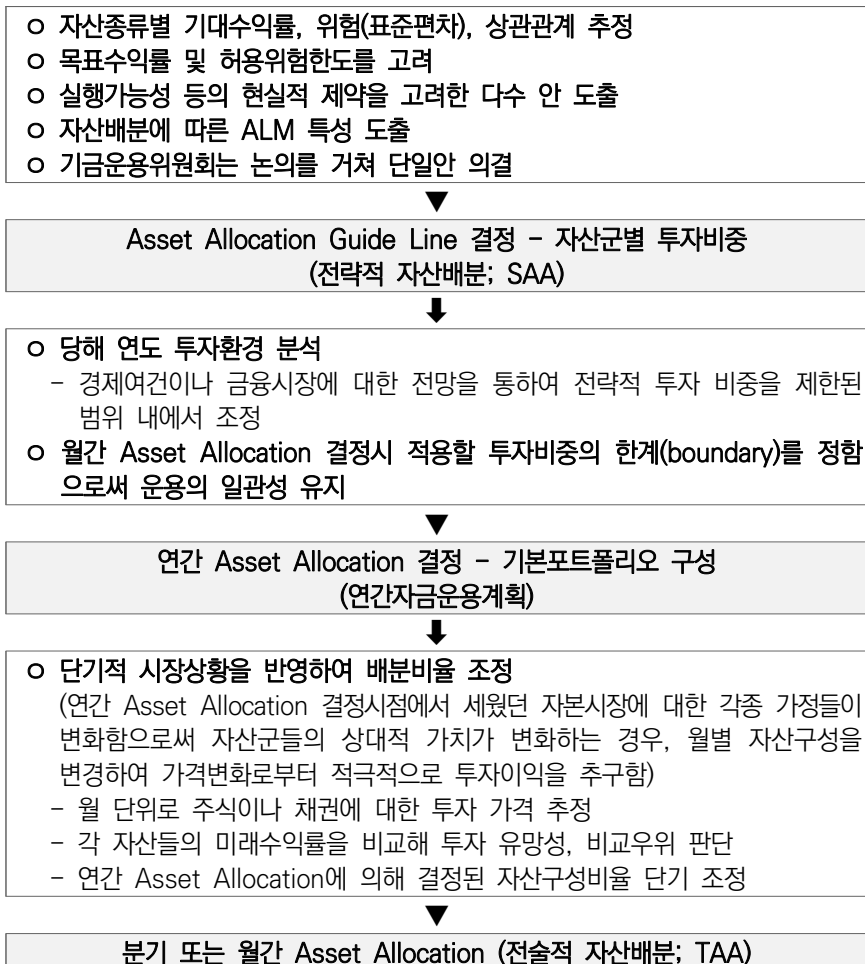 ㅇ 자산종류별 기대수익률, 위험(표준편차), 상관관계 추정
ㅇ 목표수익률 및 허용위험한도를 고려
ㅇ 실행가능성 등의 현실적 제약을 고려한 다수 안 도출
ㅇ 자산배분에 따른 ALM 특성 도출
ㅇ 기금운용위원회는 논의를 거쳐 단일안 의결
▼
Asset Allocation Guide Line 결정 - 자산군별 투자비중
(전략적 자산배분; SAA)
⬇
ㅇ 당해 연도 투자환경 분석
- 경제여건이나 금융시장에 대한 전망을 통하여 전략적 투자 비중을 제한된
범위 내에서 조정
ㅇ 월간 Asset Allocation 결정시 적용할 투자비중의 한계(boundary)를 정함
으로써 운용의 일관성 유지
▼
연간 Asset Allocation 결정 - 기본포트폴리오 구성
(연간자금운용계획)
⬇
ㅇ 단기적 시장상황을 반영하여 배분비율 조정
(연간 Asset Allocation 결정시점에서 세웠던 자본시장에 대한 각종 가정들이
변화함으로써 자산군들의 상대적 가치가 변화하는 경우, 월별 자산구성을
변경하여 가격변화로부터 적극적으로 투자이익을 추구함)
- 월 단위로 주식이나 채권에 대한 투자 가격 추정
- 각 자산들의 미래수익률을 비교해 투자 유망성, 비교우위 판단
- 연간 Asset Allocation에 의해 결정된 자산구성비율 단기 조정
▼
분기 또는 월간 Asset Allocation (전술적 자산배분; TAA)